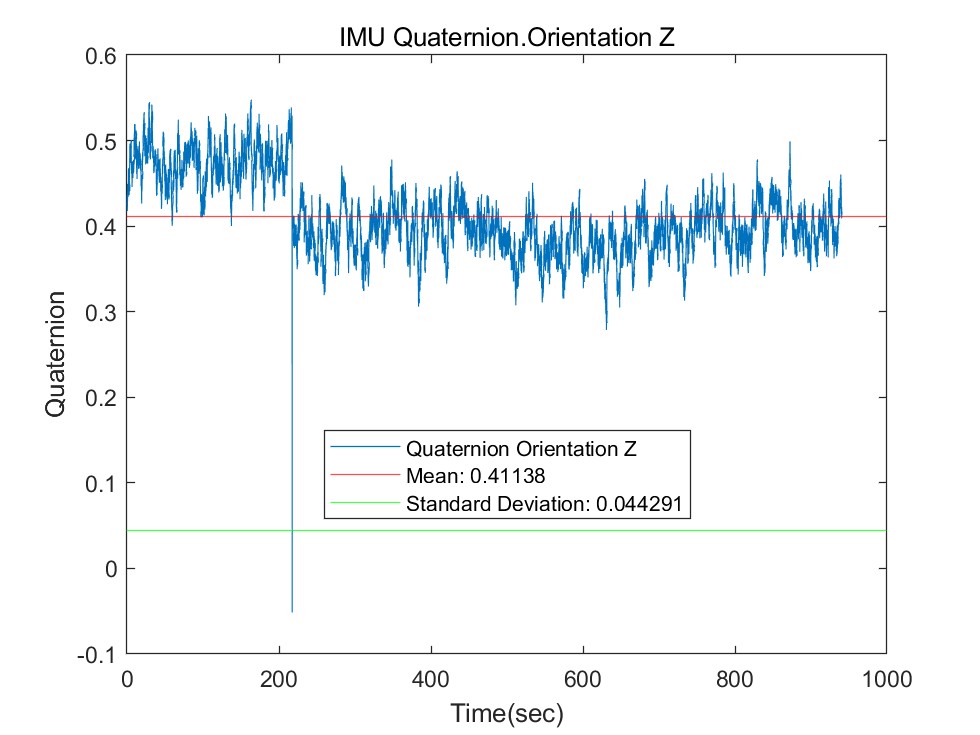 IMU Quaternion.Orientation Z
0.6
0.5
0.4
0.3
0.2
0.1
0
-0.1
Quaternion
Quaternion Orientation Z
Mean: 0.41138
Standard Deviation: 0.044291
0 200 400 600 800 1000
Time(sec)